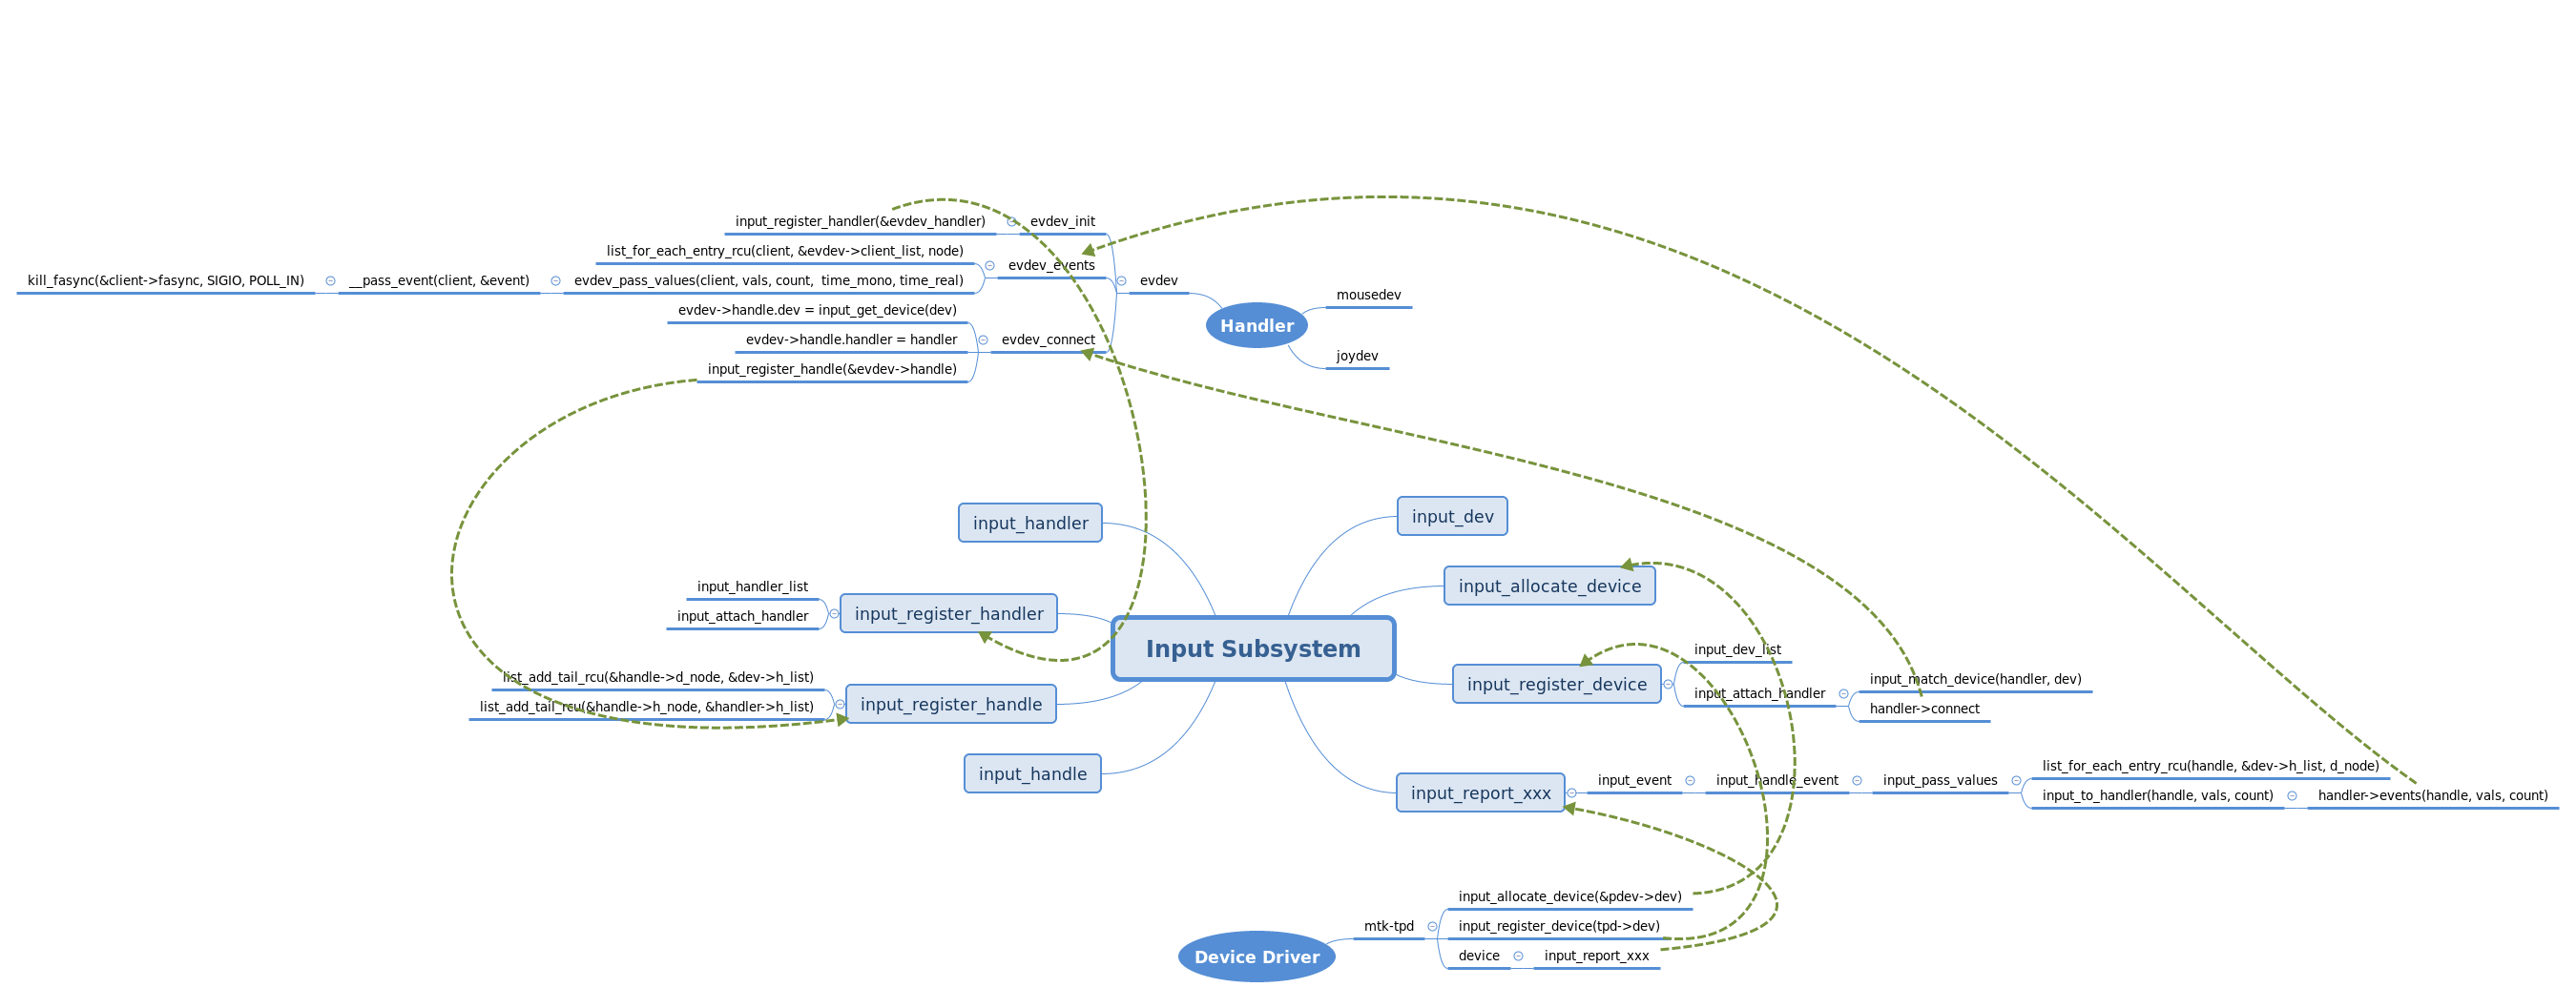 input_register_handler(&evdev_handler)
evdev_init
list_for_each_entry_rcu(client, &evdev->client_list, node)
evdev_events
kill_fasync(&client->fasync, SIGIO, POLL_IN)
__pass_event(client, &event)
evdev_pass_values(client, vals, count,  time_mono, time_real)
evdev
evdev->handle.dev = input_get_device(dev)
evdev->handle.handler = handler
evdev_connect
input_register_handle(&evdev->handle)
Handler
mousedev
joydev
input_handler
input_dev
input_handler_list
input_attach_handler
input_register_handler
input_allocate_device
Input Subsystem
list_add_tail_rcu(&handle->d_node, &dev->h_list)
list_add_tail_rcu(&handle->h_node, &handler->h_list)
input_register_handle
input_register_device
input_dev_list
input_attach_handler
input_match_device(handler, dev)
handler->connect
input_handle
input_report_xxx
input_event
input_handle_event
input_pass_values
list_for_each_entry_rcu(handle, &dev->h_list, d_node)
input_to_handler(handle, vals, count)
handler->events(handle, vals, count)
Device Driver
mtk-tpd
input_allocate_device(&pdev->dev)
input_register_device(tpd->dev)
device
input_report_xxx